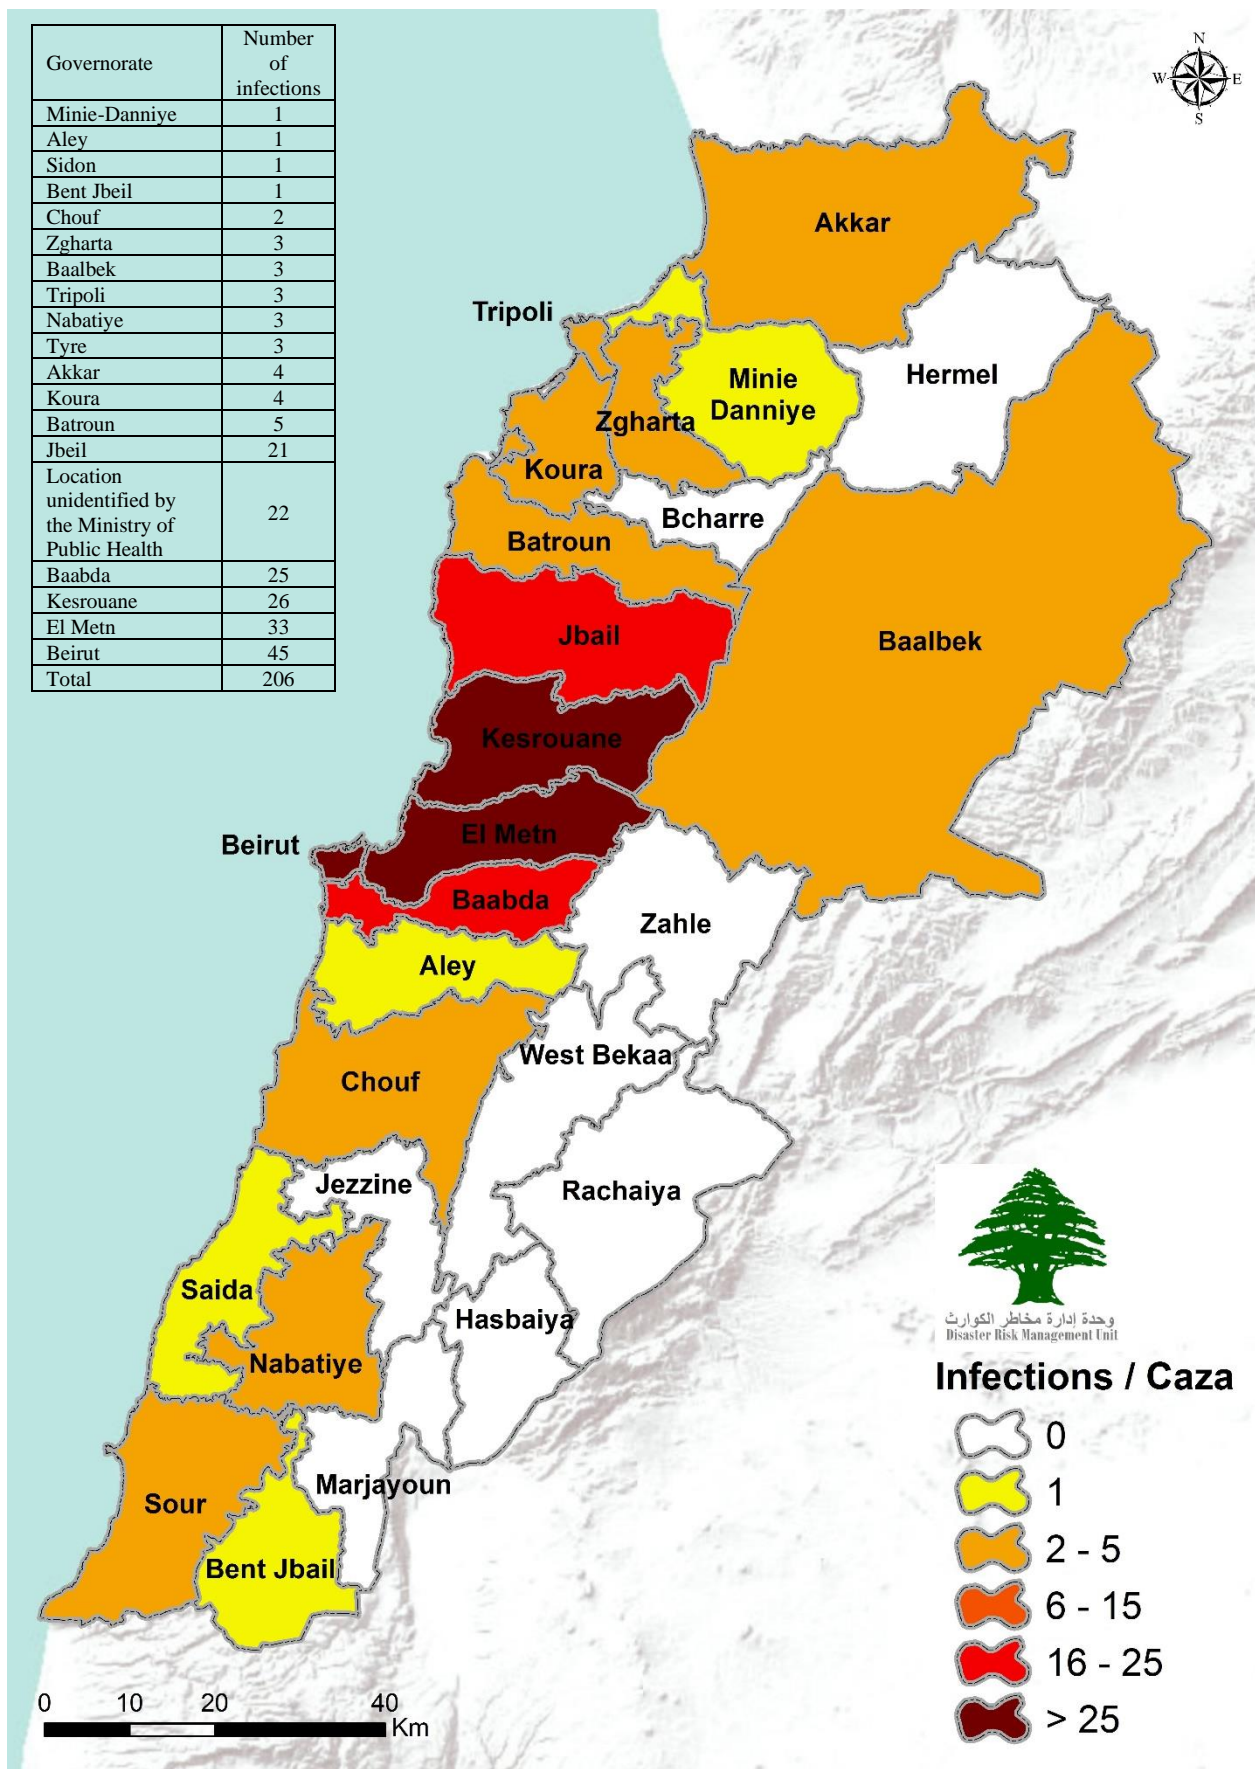 Governorate
Number
of
infections
Minie-Danniye 1
Aley 1
Sidon 1
Bent Jbeil 1
Chouf 2
Zgharta 3
Baalbek 3
Tripoli 3
Nabatiye 3
Tyre 3
Akkar 4
Koura 4
Batroun 5
Jbeil 21
Location
unidentified by
the Ministry of
Public Health
22
Baabda 25
Kesrouane 26
El Metn 33
Beirut 45
Total 206
N
W E
S
Akkar
Tripoli
Hermel
Minie
Danniye
Zgharta
Koura
Bcharre
Batroun
Jbail
Baalbek
Kesrouane
El Metn
Beirut
Baabda
Zahle
Aley
West Bekaa
Chouf
Jezzine
Rachaiya
Saida
Hasbaiya
Nabatiye
Marjayoun
Sour
Bent Jbail
وحدة إدارة مخاطر الكوارث
Disaster Risk Management Unit
Infections / Caza
0
1
2 - 5
6 - 15
16 - 25
> 25
0 10 20 40
Km